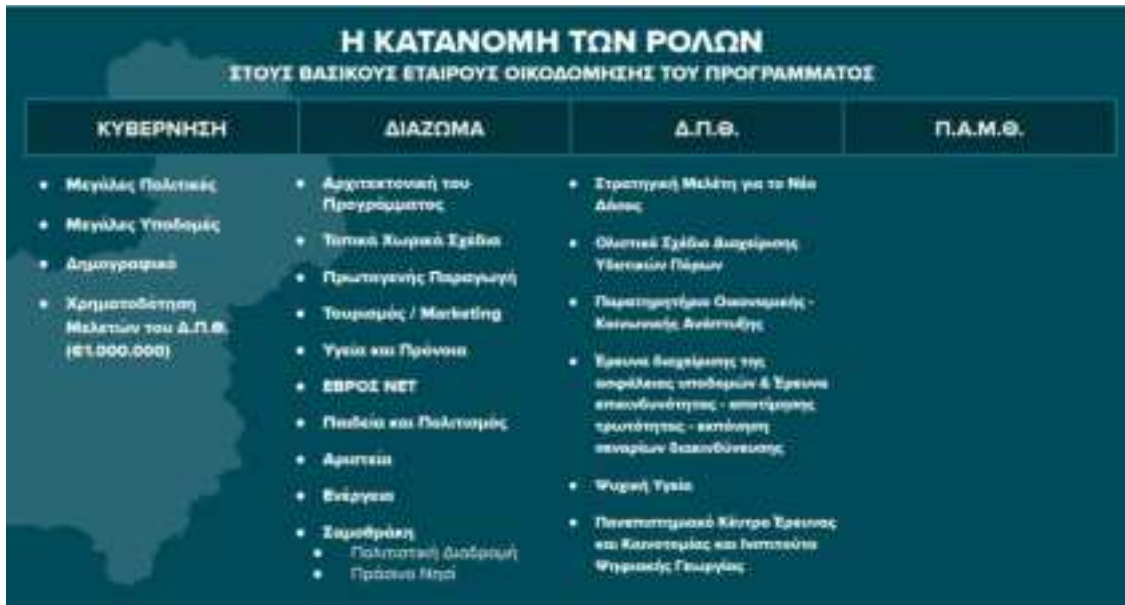 Η ΚΑΤΑΝΟΜΗ ΤΩΝ ΡΟΛΩΝ
ΣΤΟΥΣ ΒΑΣΙΚΟΥΣ ΕΤΑΙΡΟΥΣ ΟΙΚΟΔΟΜΗΣΗΣ ΤΟΥ ΠΡΟΓΡΑΜΜΑΤΟΣ
ΚΥΒΕΡΝΗΣΗ
• Μεγάλες Πολιτικές
• Μεγάλες Υποδομές
• Δημογραφικό
• Χρηματοδότηση
Μελετών του Δ.Π.Θ.
(€1.000.000)
ΔΙΑΖΩΜΑ
• Αρχιτεκτονική του
Προγράμματος
• Τοπικά Χωρικά Σχέδια
• Πρωτογενής Παραγωγή
• Τουρισμός / Marketing
• Υγεία και Πρόνοια
• ΕΒΡΟΣ NET
• Παιδεία και Πολιτισμός
• Αριστεία
• Ενέργεια
• Σαμοθράκη
• Πολιτιστική Διαδρομή
• Πράσινο Νησί
Δ.Π.Θ.
• Στρατηγική Μελέτη για το Νέο
Δάσος
• Ολιστικό Σχέδιο Διαχείρισης
Υδατικών Πόρων
• Παρατηρητήριο Οικονομικής -
Κοινωνικής Ανάπτυξης
• Έρευνα διαχείρισης της
ασφάλειας υποδομών & Έρευνα
επικινδυνότητας - αποτίμησης
τρωτότητας - εκπόνηση
σεναρίων διακινδύνευσης
• Ψυχική Υγεία
• Πανεπιστημιακό Κέντρο Έρευνας
και Καινοτομίας και Ινστιτούτο
Ψηφιακής Γεωργίας
Π.Α.Μ.Θ.